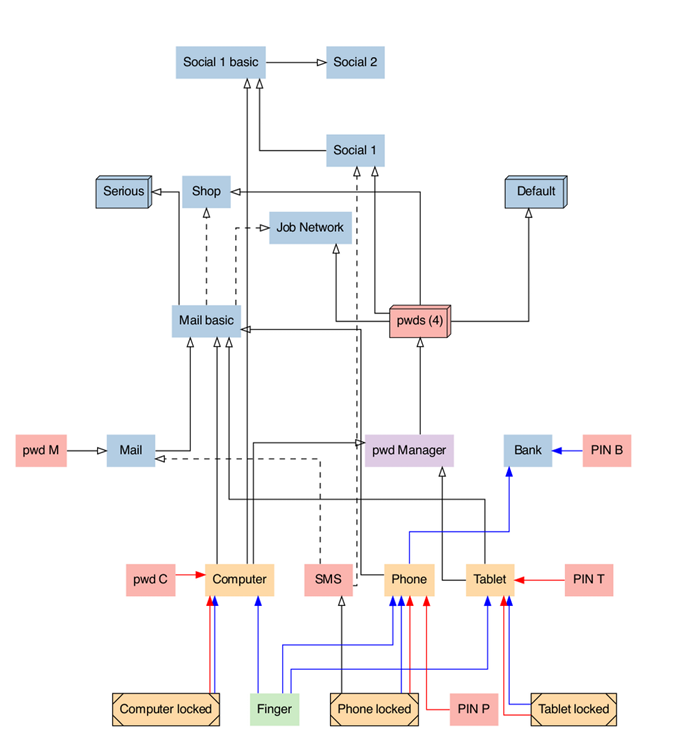 Social 1 basic
Social 2
Social 1
Serious
Shop
Default
Job Network
Mail basic
pwds (4)
pwd M
Mail
pwd Manager
Bank
PIN B
pwd C
Computer
SMS
Phone
Tablet
PIN T
Computer locked
Finger
Phone locked
PIN P
Tablet locked